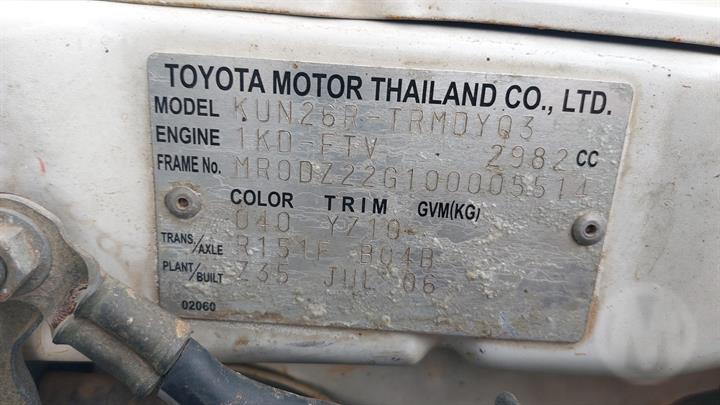 TOYOTA MOTOR THAILAND CO., LTD.
MODEL KUN26R-TRMDYQ3
ENGINE 1KD-FTV 2982 CC
FRAME No. MR0DZ22G100005514
COLOR TRIM GVM(KG)
040 Y710-
TRANS./AXLE R151F B04B
PLANT/BUILT Z35 JUL 06
02060